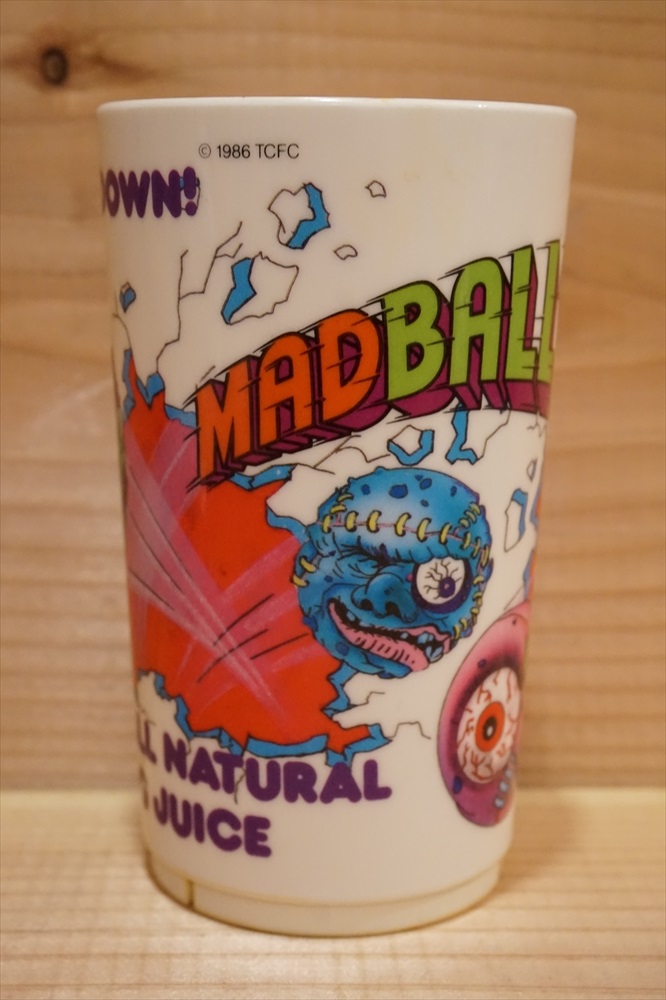 © 1986 TCFC
OWN!
MADBALL
LL NATURAL
JUICE